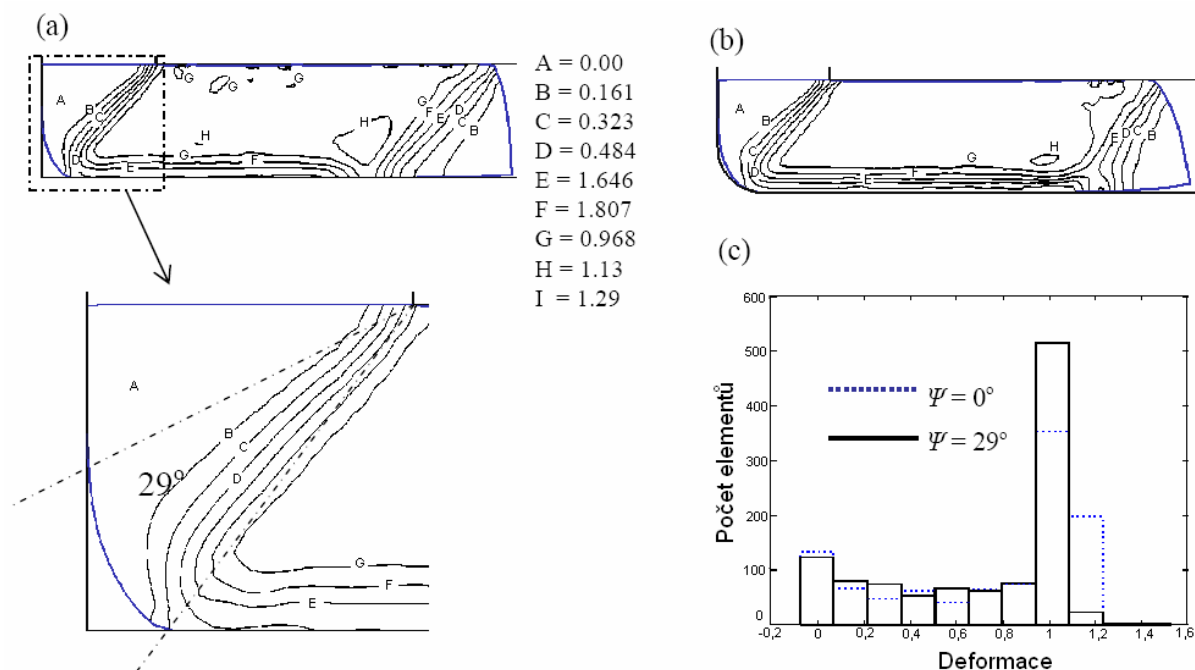 (a)
A
B
C
D
E
F
G
G
G
H
G
F
H
G
F
E
D
C
B
A = 0.00
B = 0.161
C = 0.323
D = 0.484
E = 1.646
F = 1.807
G = 0.968
H = 1.13
I = 1.29
(b)
A
B
C
D
E
F
G
H
E
D
C
B
A
B
C
D
29°
G
F
E
(c)
600
500
400
300
200
100
0
Počet elementů
Ψ = 0°
Ψ = 29°
-0,2
0
0,2
0,4
0,6
0,8
1
1,2
1,4
1,6
Deformace